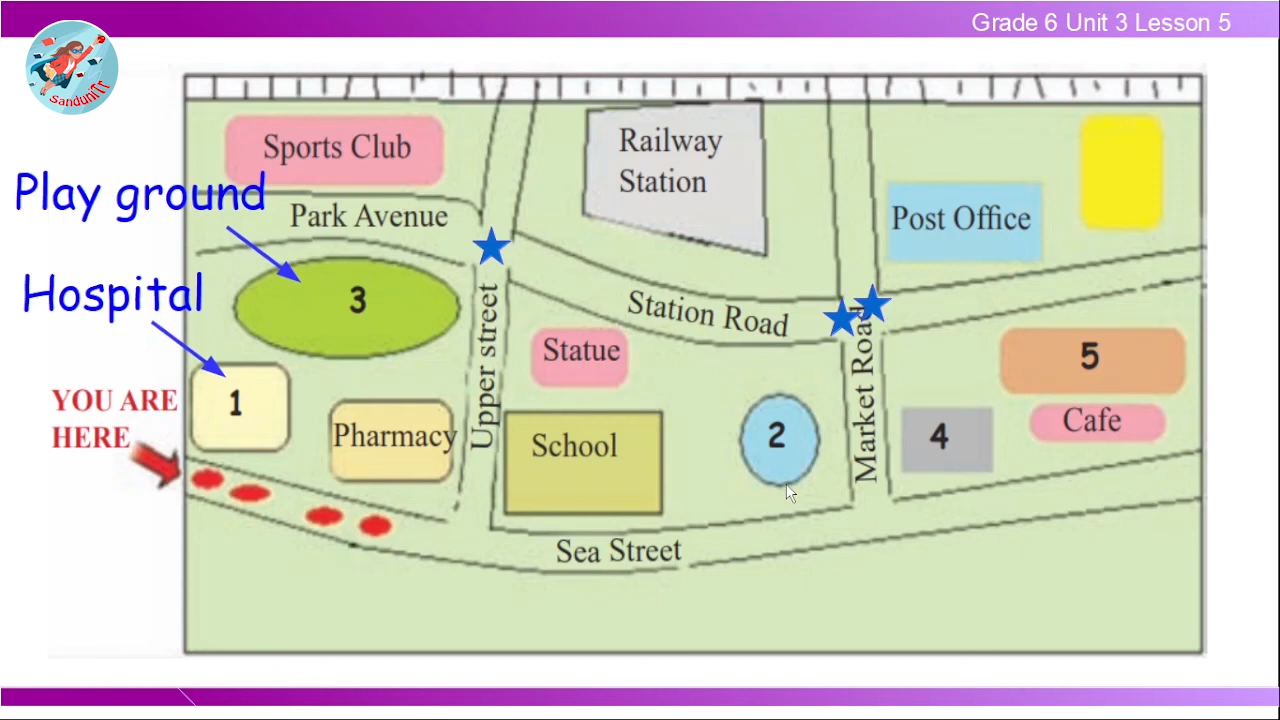 Grade 6 Unit 3 Lesson 5
SanduniTr
Sports Club
Railway
Station
Play ground
Park Avenue
Post Office
Hospital
3
Station Road
Upper street
Statue
Market Road
5
YOU ARE
HERE
1
Pharmacy
School
2
4
Cafe
Sea Street